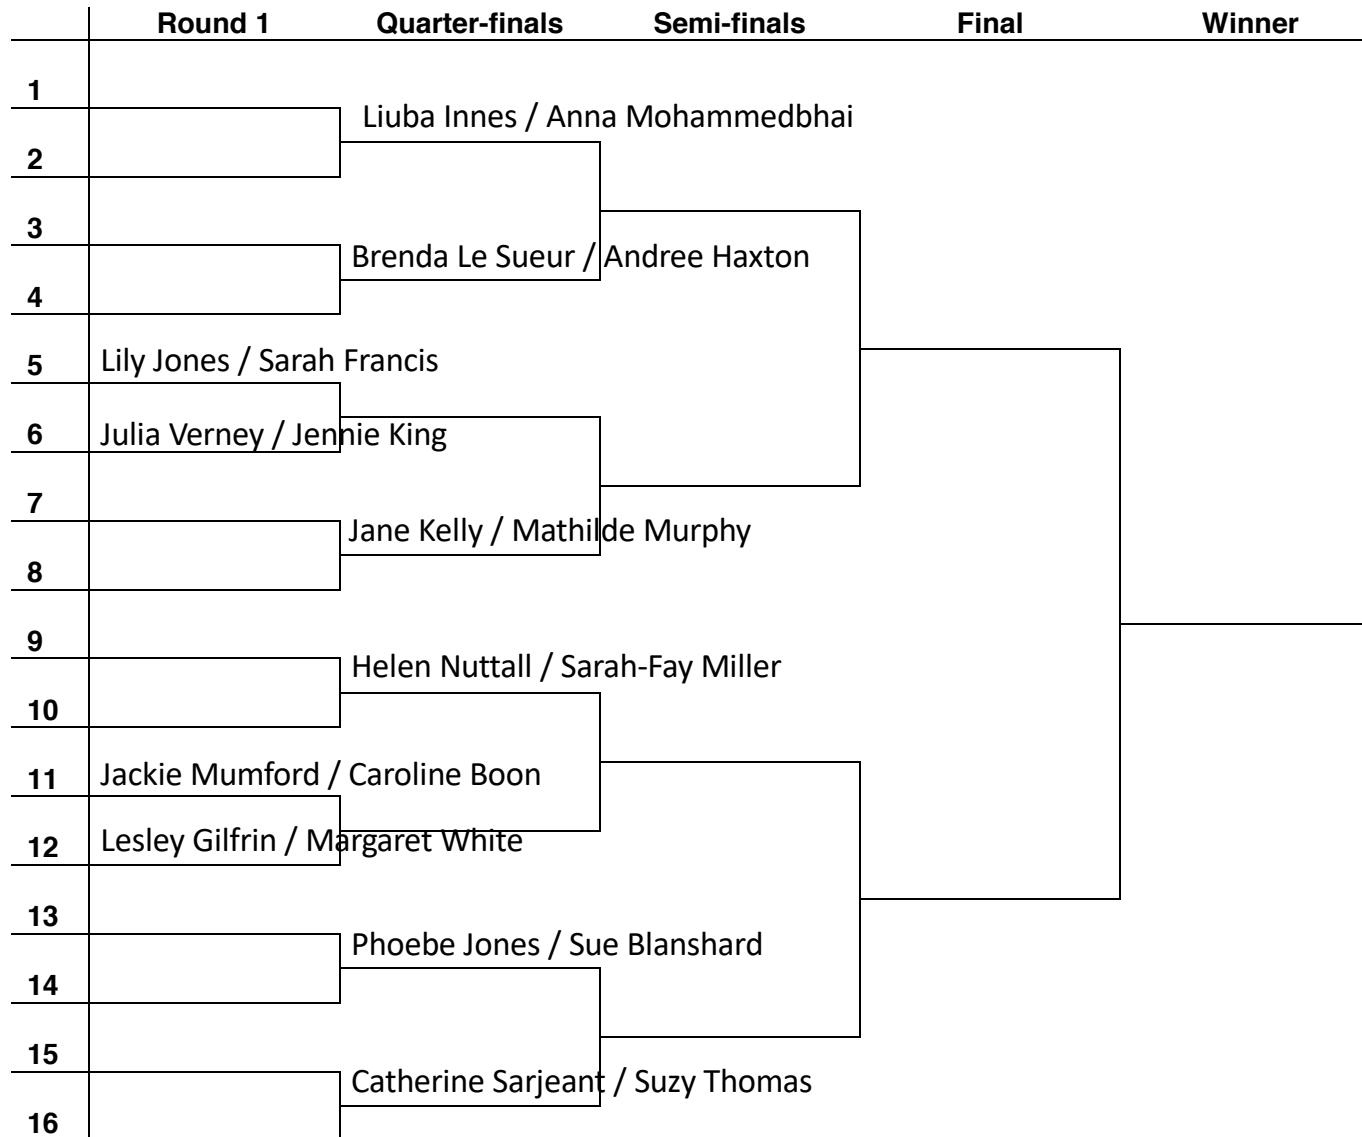 Round 1 Quarter-finals Semi-finals Final Winner
1
Liuba Innes / Anna Mohammedbhai
2
3
Brenda Le Sueur / Andree Haxton
4
5 Lily Jones / Sarah Francis
6 Julia Verney / Jennie King
7
Jane Kelly / Mathilde Murphy
8
9
Helen Nuttall / Sarah-Fay Miller
10
11 Jackie Mumford / Caroline Boon
12 Lesley Gilfrin / Margaret White
13
Phoebe Jones / Sue Blanshard
14
15
Catherine Sarjeant / Suzy Thomas
16